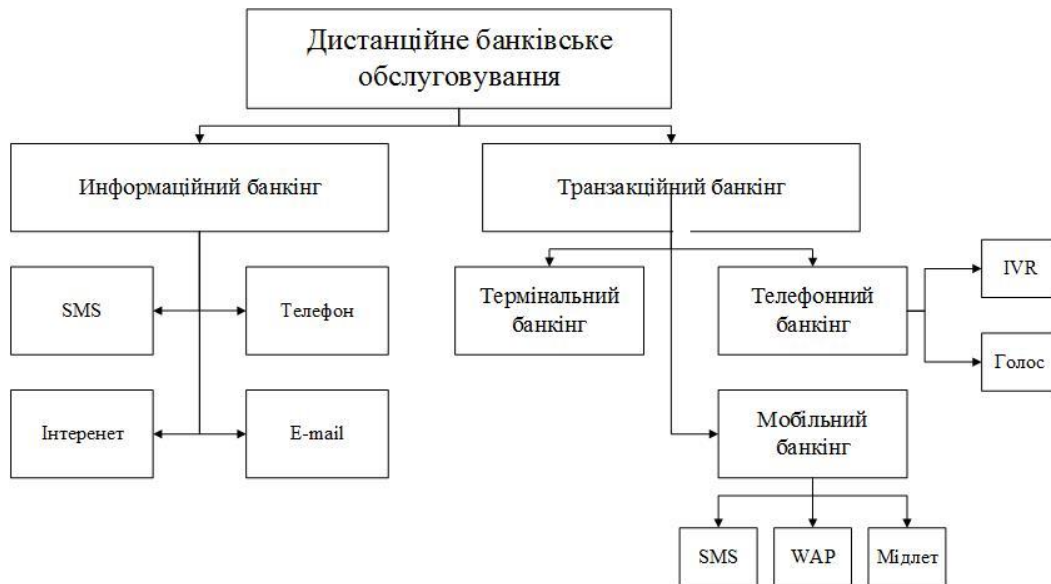 Дистанційне банківське
обслуговування
Информаційний банкінг
Транзакційний банкінг
SMS
Телефон
Термінальний
банкінг
Телефонний
банкінг
IVR
Голос
Інтеренет
E-mail
Мобільний
банкінг
SMS
WAP
Мідлет